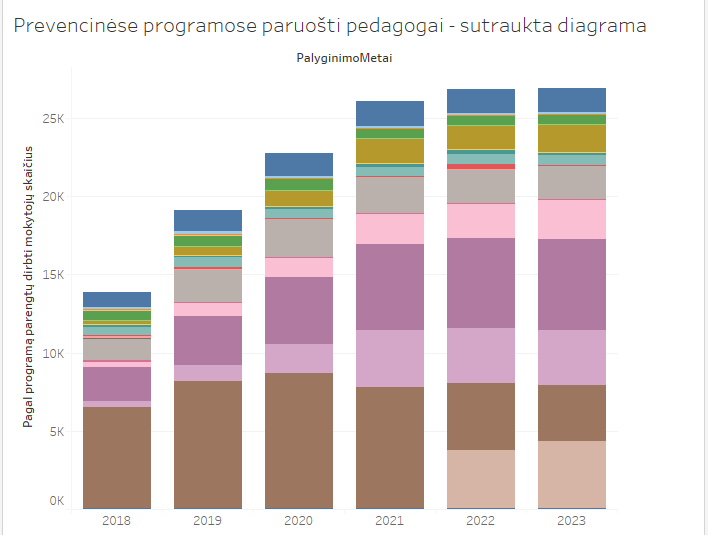 Prevencinėse programose paruošti pedagogai - sutraukta diagrama
PalyginimoMetai
Pagal programą parengtų dirbti mokytojų skaičius
25K
20K
15K
10K
5K
0K
2018 2019 2020 2021 2022 2023